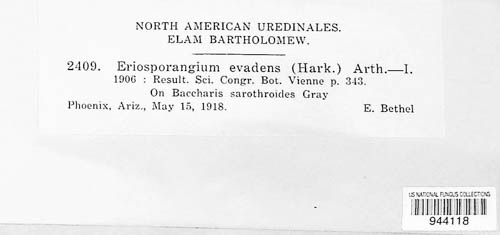 NORTH AMERICAN UREDINALES.
ELAM BARTHOLOMEW.
2409. Eriosporangium evadens (Hark.) Arth.—I.
1906 : Result. Sci. Congr. Bot. Vienne p. 343.
On Baccharis sarothroides Gray
Phoenix, Ariz., May 15, 1918. E. Bethel
US NATIONAL FUNGUS COLLECTIONS
944118